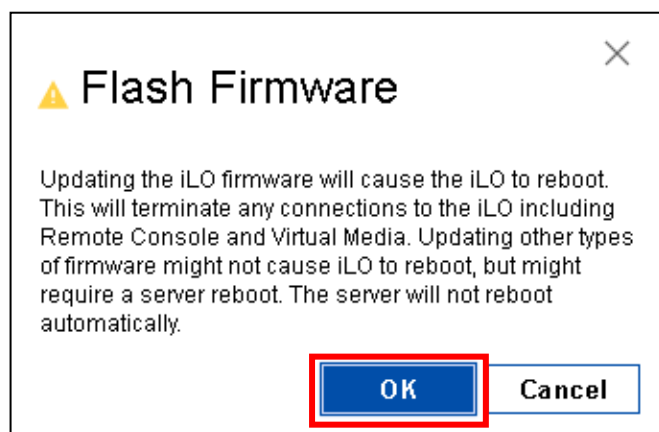 Flash Firmware
Updating the iLO firmware will cause the iLO to reboot.
This will terminate any connections to the iLO including
Remote Console and Virtual Media. Updating other types
of firmware might not cause iLO to reboot, but might
require a server reboot. The server will not reboot
automatically.
OK Cancel